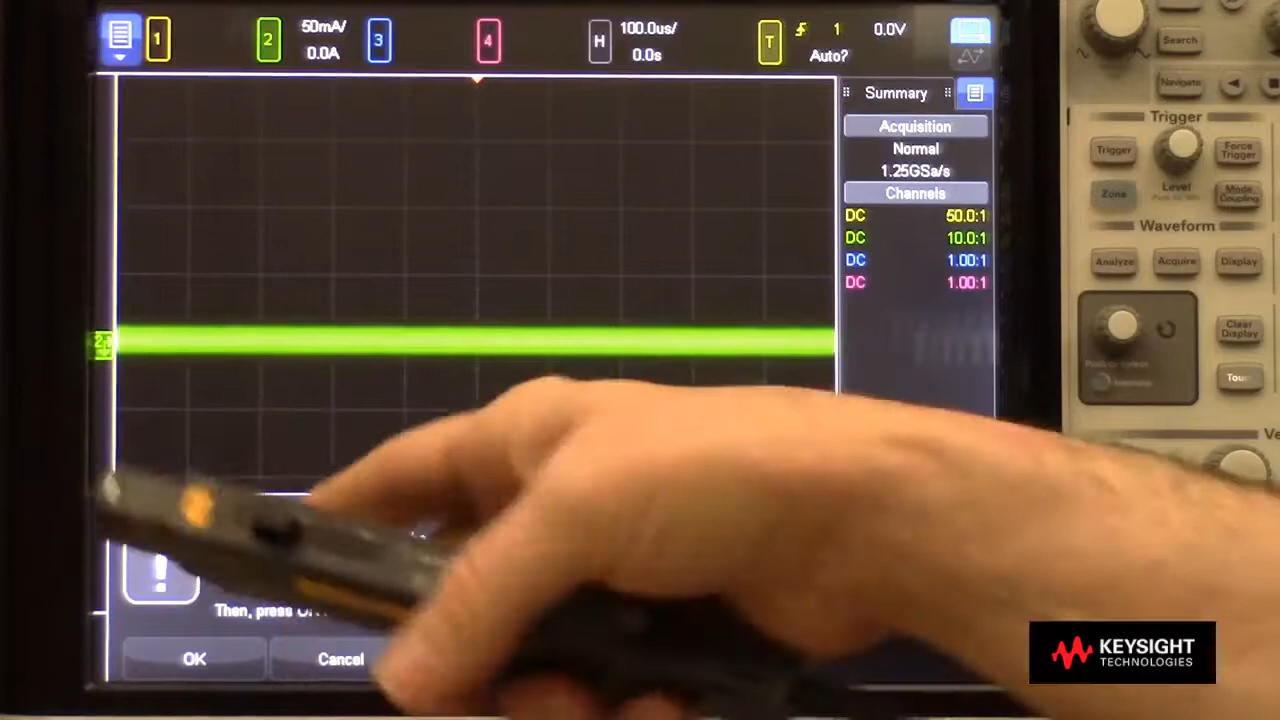 1
2
50mA/
0.0A
3
4
H
100.0us/
0.0s
T
1
0.0V
Auto?
Summary
Acquisition
Normal
1.25GSa/s
Channels
DC 50.0:1
DC 10.0:1
DC 1.00:1
DC 1.00:1
2
!
Then, press
OK
Cancel
Search
Navigate
Trigger
Trigger
Force Trigger
Level
Zone
Mode Coupling
Waveform
Analyze
Acquire
Display
Clear Display
KEYSIGHT
TECHNOLOGIES